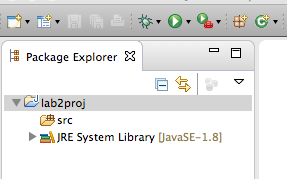 Package Explorer
lab2proj
src
JRE System Library [JavaSE-1.8]